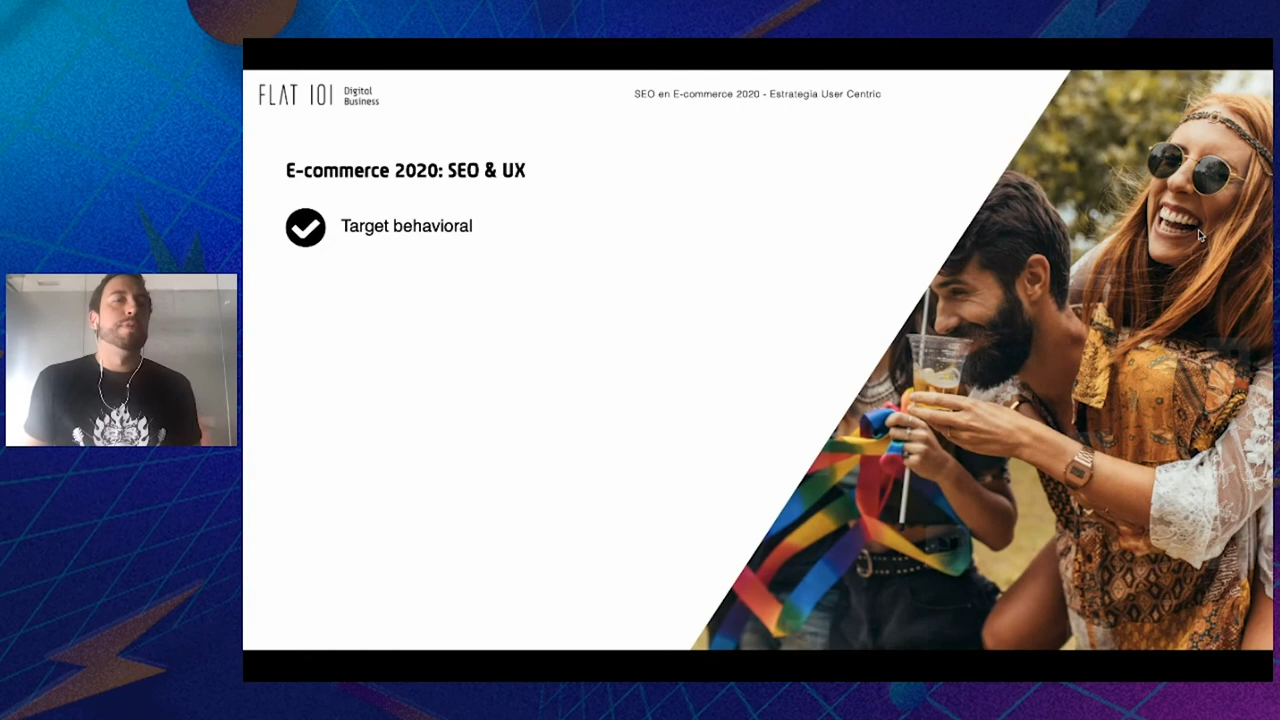 FLAT 101 Digital
Business
SEO en E-commerce 2020 - Estrategia User Centric
E-commerce 2020: SEO & UX
Target behavioral